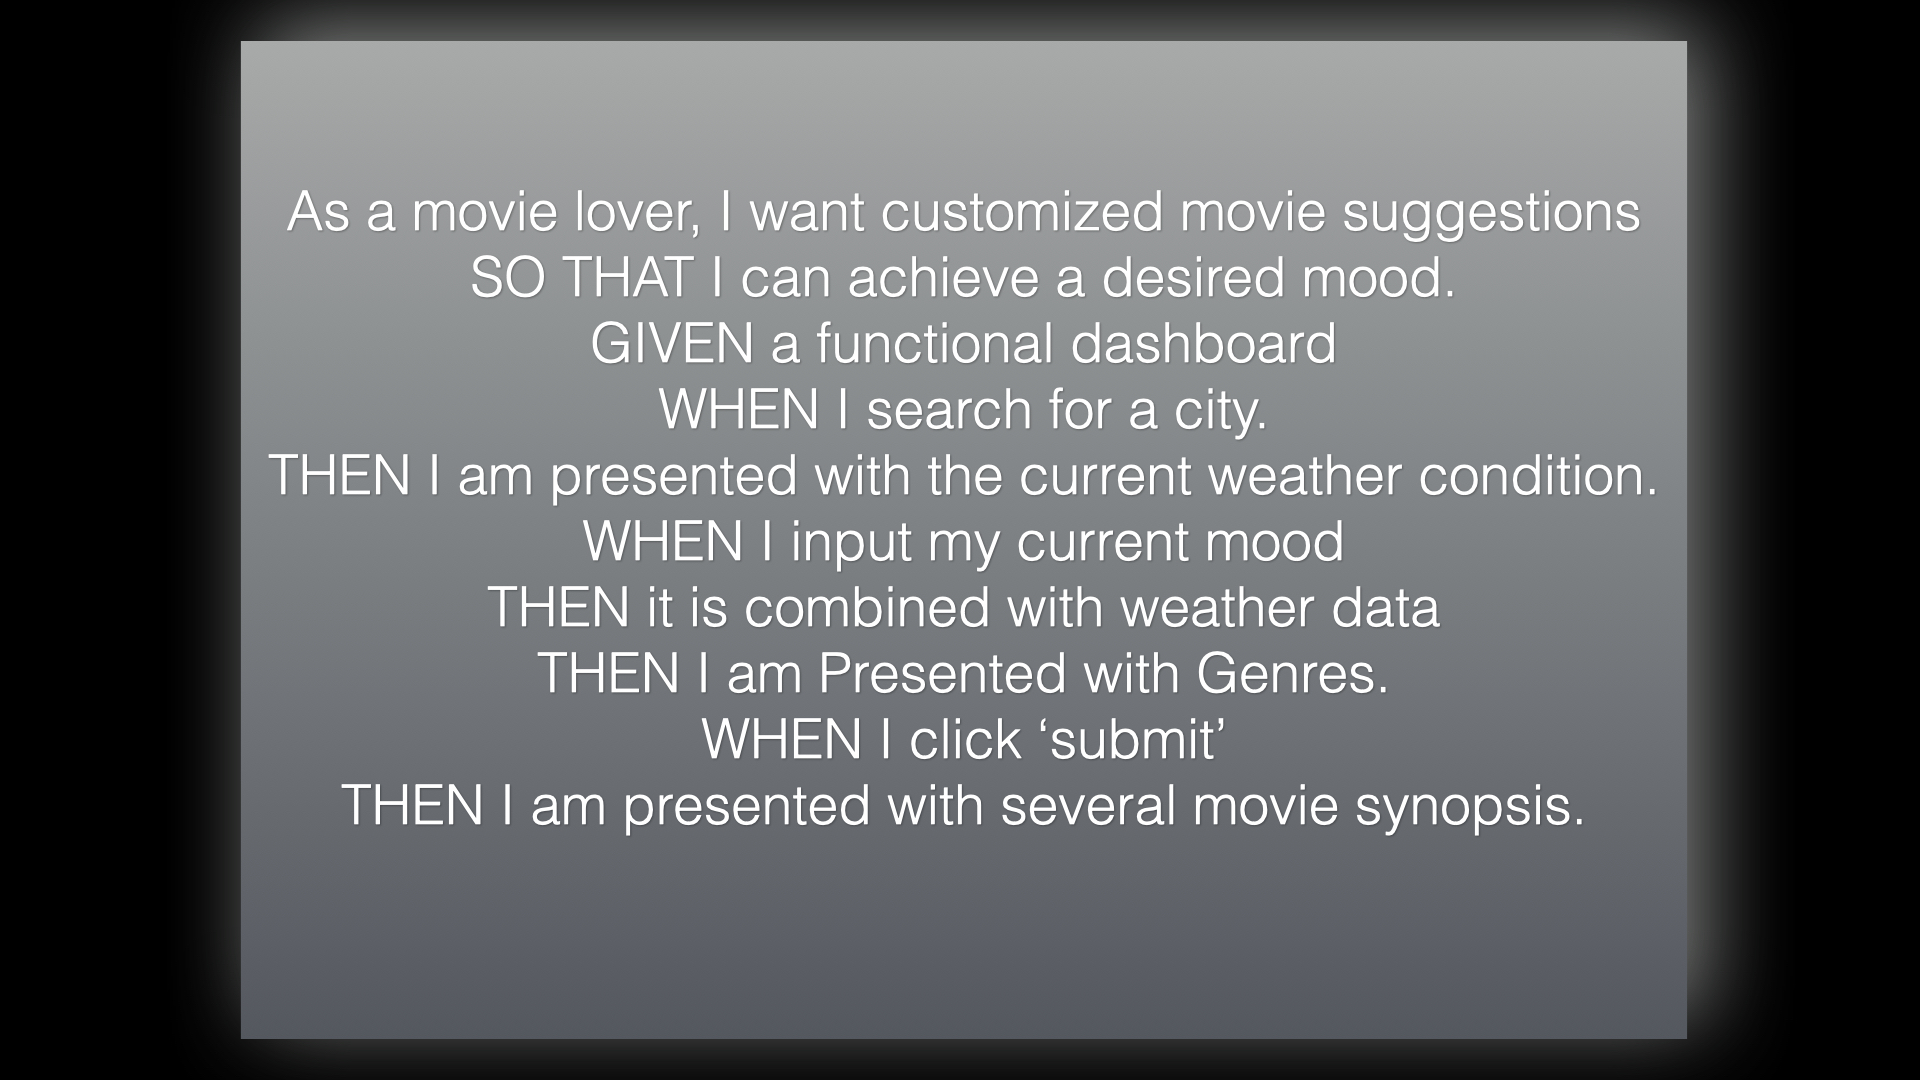 As a movie lover, I want customized movie suggestions
SO THAT I can achieve a desired mood.
GIVEN a functional dashboard
WHEN I search for a city.
THEN I am presented with the current weather condition.
WHEN I input my current mood
THEN it is combined with weather data
THEN I am Presented with Genres.
WHEN I click ‘submit’
THEN I am presented with several movie synopsis.